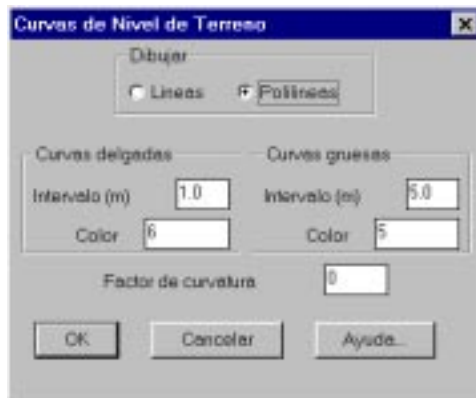 Curvas de Nivel de Terreno
Dibujar
Lineas Polilineas
Curvas delgadas Curvas gruesas
Intervalo (m) 1.0 Intervalo (m) 5.0
Color 6 Color 5
Factor de curvatura 0
OK Cancelar Ayuda...